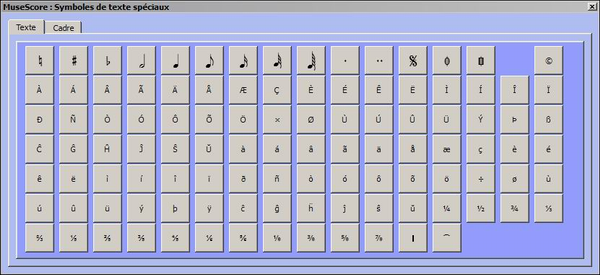 MuseScore : Symboles de texte spéciaux
Texte Cadre
♮ ♯ ♭ 𝅗𝅥 ♩ ♪ 𝅘𝅥𝅯 𝅘𝅥𝅰 𝅘𝅥𝅱 · ·· 𝄋 ©
À Á Â Ã Ä Å Æ Ç È É Ê Ë Ì Í Î Ï
Ð Ñ Ò Ó Ô Õ Ö × Ø Ù Ú Û Ü Ý Þ ß
Ĉ Ĝ Ĥ Ĵ Ŝ Ŭ à á â ã ä å æ ç è é
ê ë ì í î ï ð ñ ò ó ô õ ö ÷ ø ù
ú û ü ý þ ÿ ĉ ĝ ĥ ĵ ŝ ŭ ¼ ½ ¾ ⅓
⅔ ⅕ ⅖ ⅗ ⅘ ⅙ ⅚ ⅛ ⅜ ⅝ ⅞